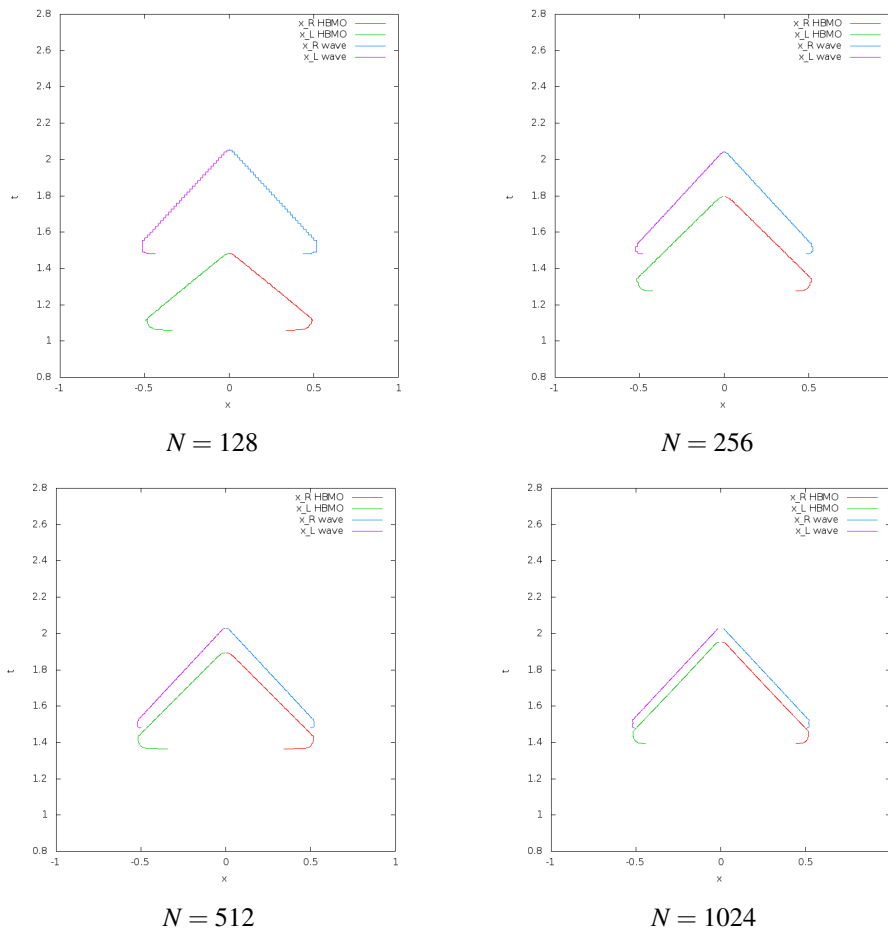 2.8
2.6
2.4
2.2
2
1.8
1.6
1.4
1.2
1
0.8
t
-1
-0.5
0
0.5
1
x
x_R HBMO
x_L HBMO
x_R wave
x_L wave
N = 128
2.8
2.6
2.4
2.2
2
1.8
1.6
1.4
1.2
1
0.8
t
-1
-0.5
0
0.5
x
x_R HBMO
x_L HBMO
x_R wave
x_L wave
N = 256
2.8
2.6
2.4
2.2
2
1.8
1.6
1.4
1.2
1
0.8
t
-1
-0.5
0
0.5
1
x
x_R HBMO
x_L HBMO
x_R wave
x_L wave
N = 512
2.8
2.6
2.4
2.2
2
1.8
1.6
1.4
1.2
1
0.8
t
-1
-0.5
0
0.5
x
x_R HBMO
x_L HBMO
x_R wave
x_L wave
N = 1024